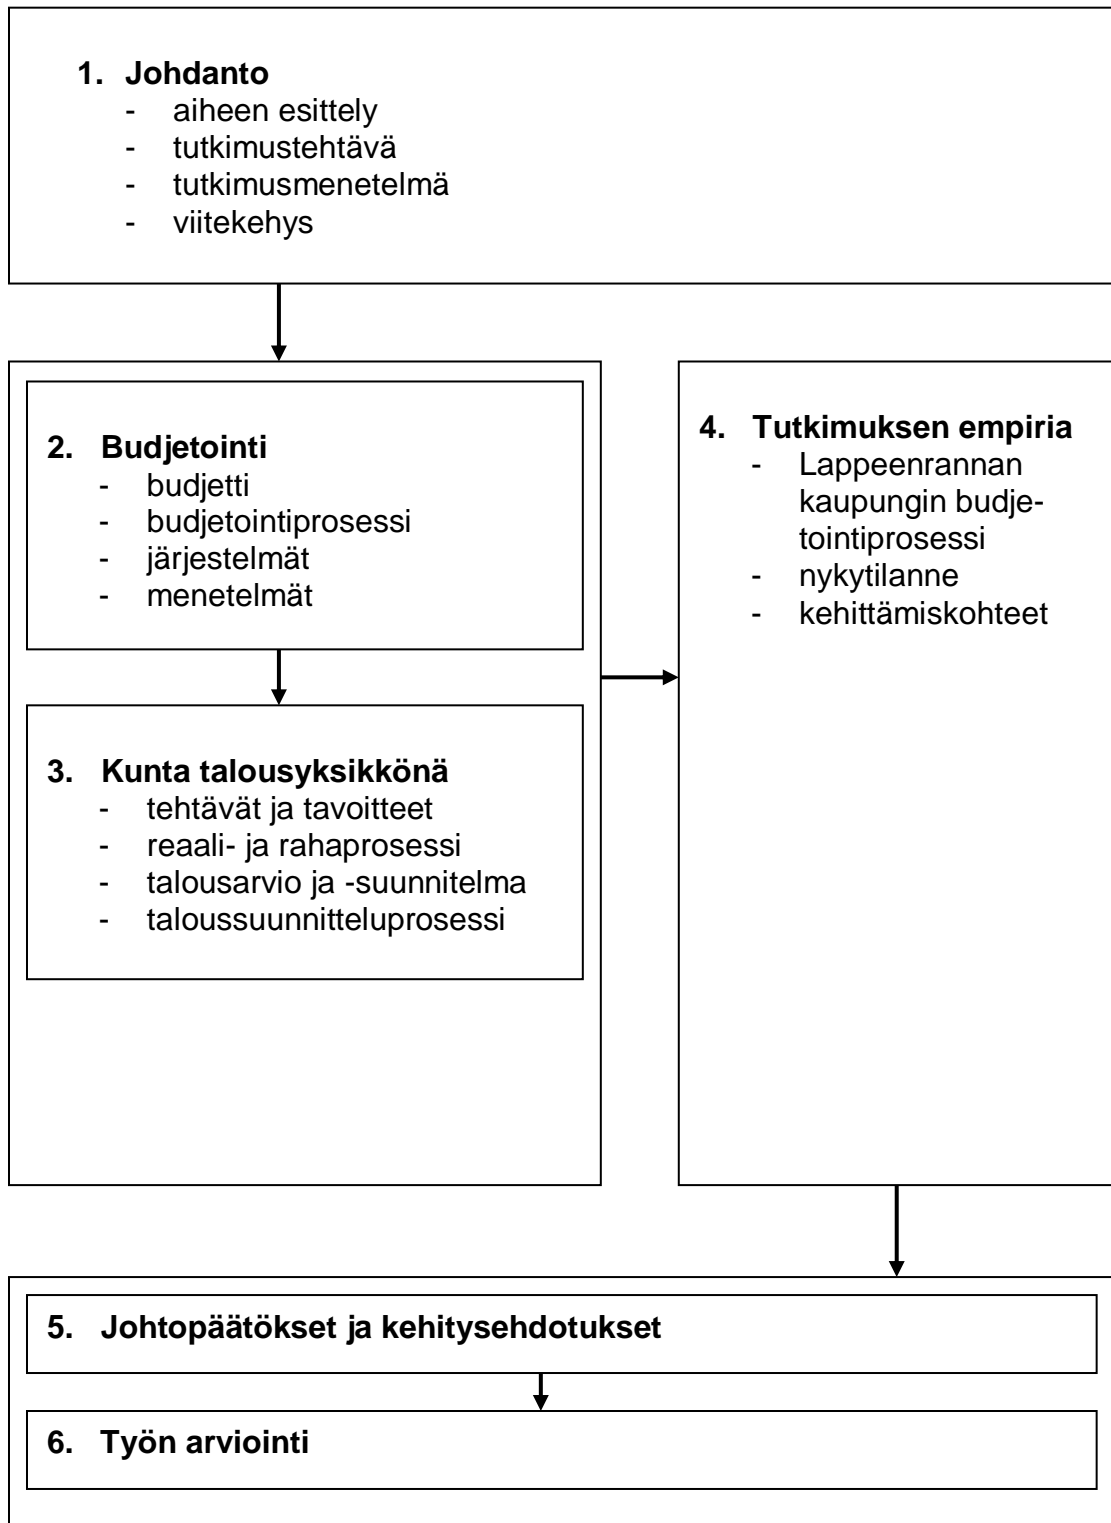 1. Johdanto
- aiheen esittely
- tutkimustehtävä
- tutkimusmenetelmä
- viitekehys
2. Budjetointi
- budjetti
- budjetointiprosessi
- järjestelmät
- menetelmät
3. Kunta talousyksikkönä
- tehtävät ja tavoitteet
- reaali- ja rahaprosessi
- talousarvio ja -suunnitelma
- taloussuunnitteluprosessi
4. Tutkimuksen empiria
- Lappeenrannan
kaupungin budje-
tointiprosessi
- nykytilanne
- kehittämiskohteet
5. Johtopäätökset ja kehitysehdotukset
6. Työn arviointi